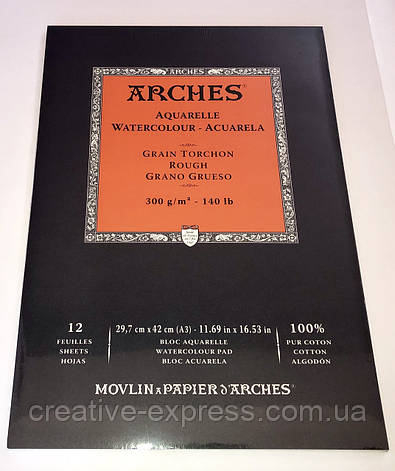 ARCHES
ARCHES®
AQUARELLE
WATERCOLOUR - ACUARELA
GRAIN TORCHON
ROUGH
GRANO GRUESO
300 g/m² - 140 lb
12
FEUILLES
SHEETS
HOJAS
29,7 cm x 42 cm (A3) - 11.69 in x 16.53 in
BLOC AQUARELLE
WATERCOLOUR PAD
BLOC ACUARELA
100%
PUR COTON
COTTON
ALGODÓN
MOVLIN A PAPIER D'ARCHES®
creative-express.com.ua